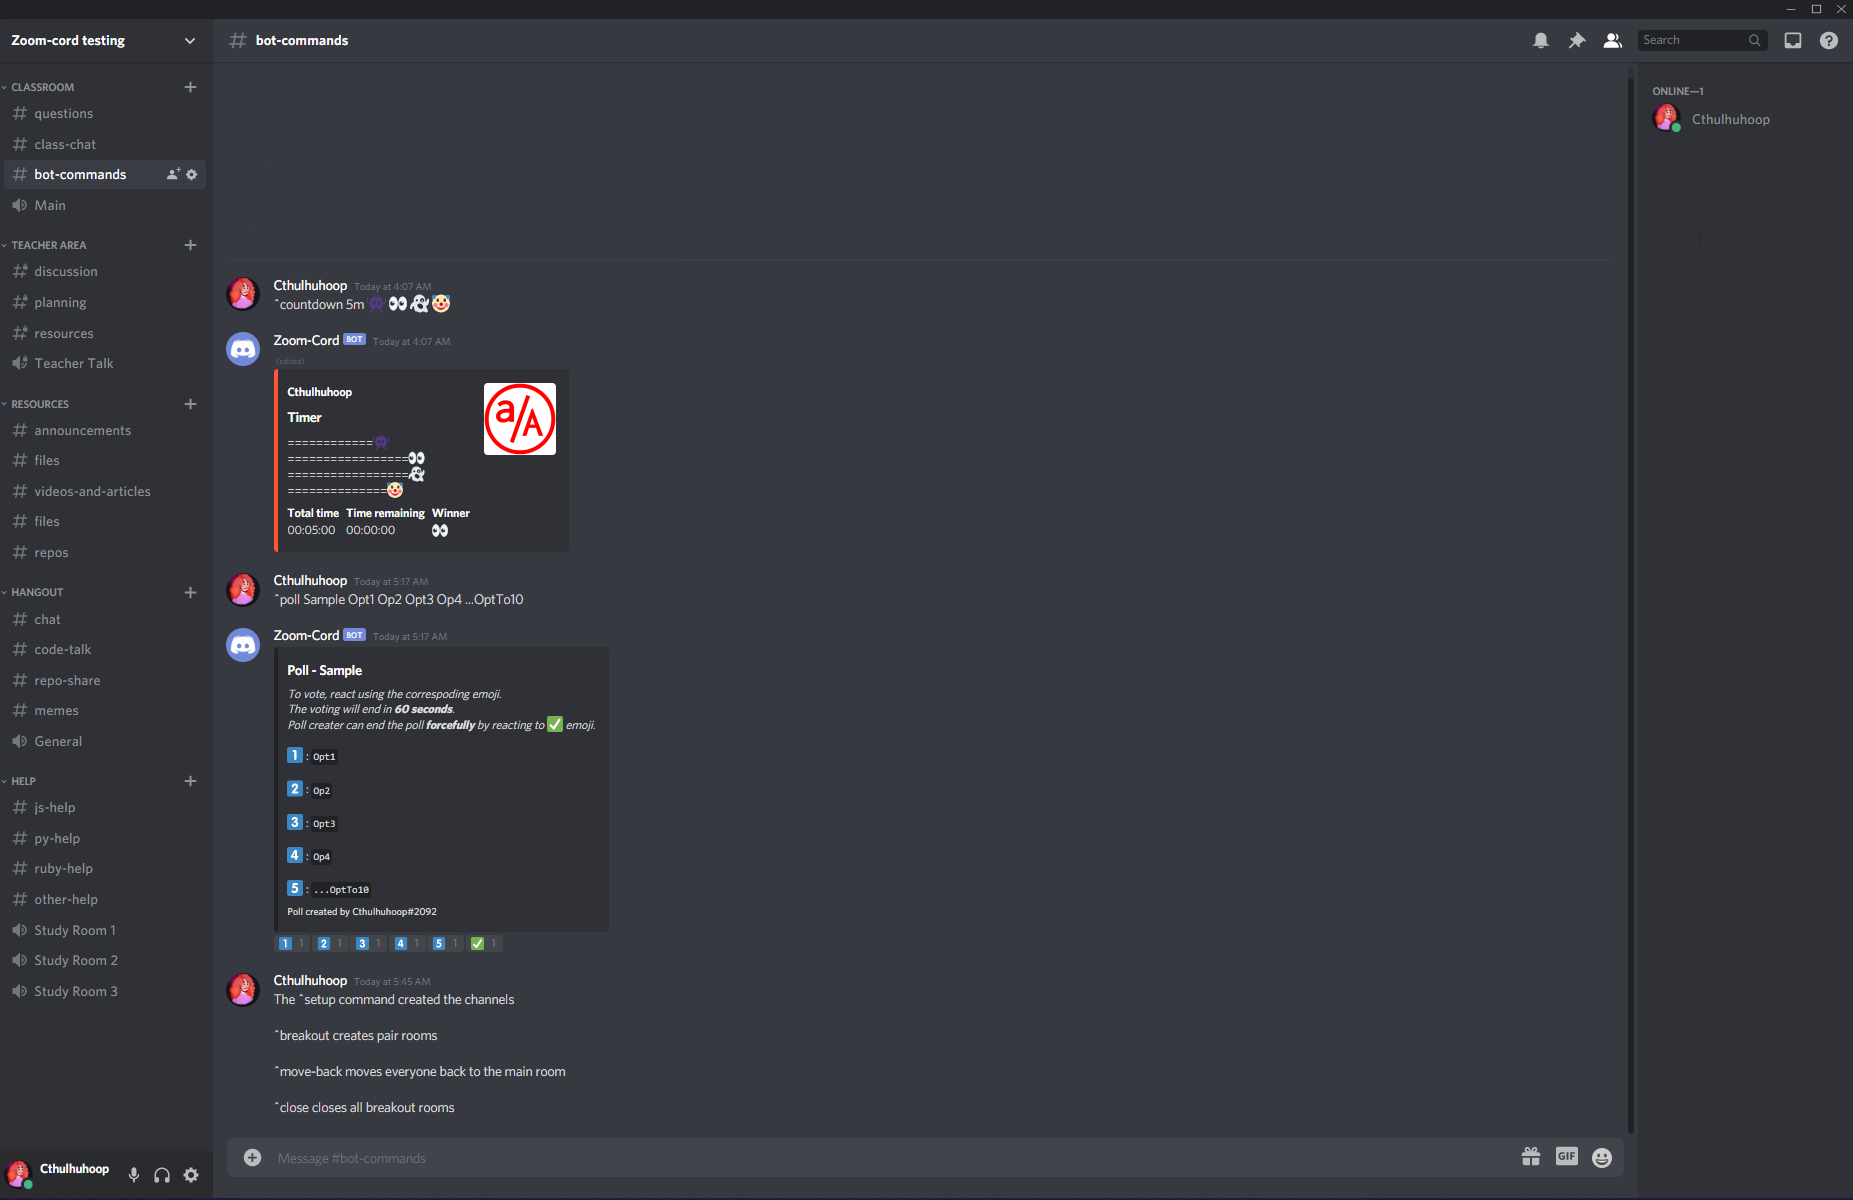 Zoom-cord testing
CLASSROOM
questions
class-chat
bot-commands
Main
TEACHER AREA
discussion
planning
resources
Teacher Talk
RESOURCES
announcements
files
videos-and-articles
files
repos
HANGOUT
chat
code-talk
repo-share
memes
General
HELP
js-help
py-help
ruby-help
other-help
Study Room 1
Study Room 2
Study Room 3
Cthulhuhoop
# bot-commands
Search
Cthulhuhoop Today at 4:07 AM
^countdown 5m 👾 👀 👻 🤡
Zoom-Cord BOT Today at 4:07 AM
(edited)
Cthulhuhoop
a/A
Timer
============👾
=================👀
=================👻
==============🤡
Total time Time remaining Winner
00:05:00 00:00:00 👀
Cthulhuhoop Today at 5:17 AM
^poll Sample Opt1 Op2 Opt3 Op4 ...OptTo10
Zoom-Cord BOT Today at 5:17 AM
Poll - Sample
To vote, react using the correspoding emoji.
The voting will end in 60 seconds.
Poll creater can end the poll forcefully by reacting to ✅ emoji.
1 : Opt1
2 : Op2
3 : Opt3
4 : Op4
5 : ...OptTo10
Poll created by Cthulhuhoop#2092
1 1 2 1 3 1 4 1 5 1 ✅ 1
Cthulhuhoop Today at 5:45 AM
The ^setup command created the channels
^breakout creates pair rooms
^move-back moves everyone back to the main room
^close closes all breakout rooms
Message #bot-commands
GIF
ONLINE—1
Cthulhuhoop